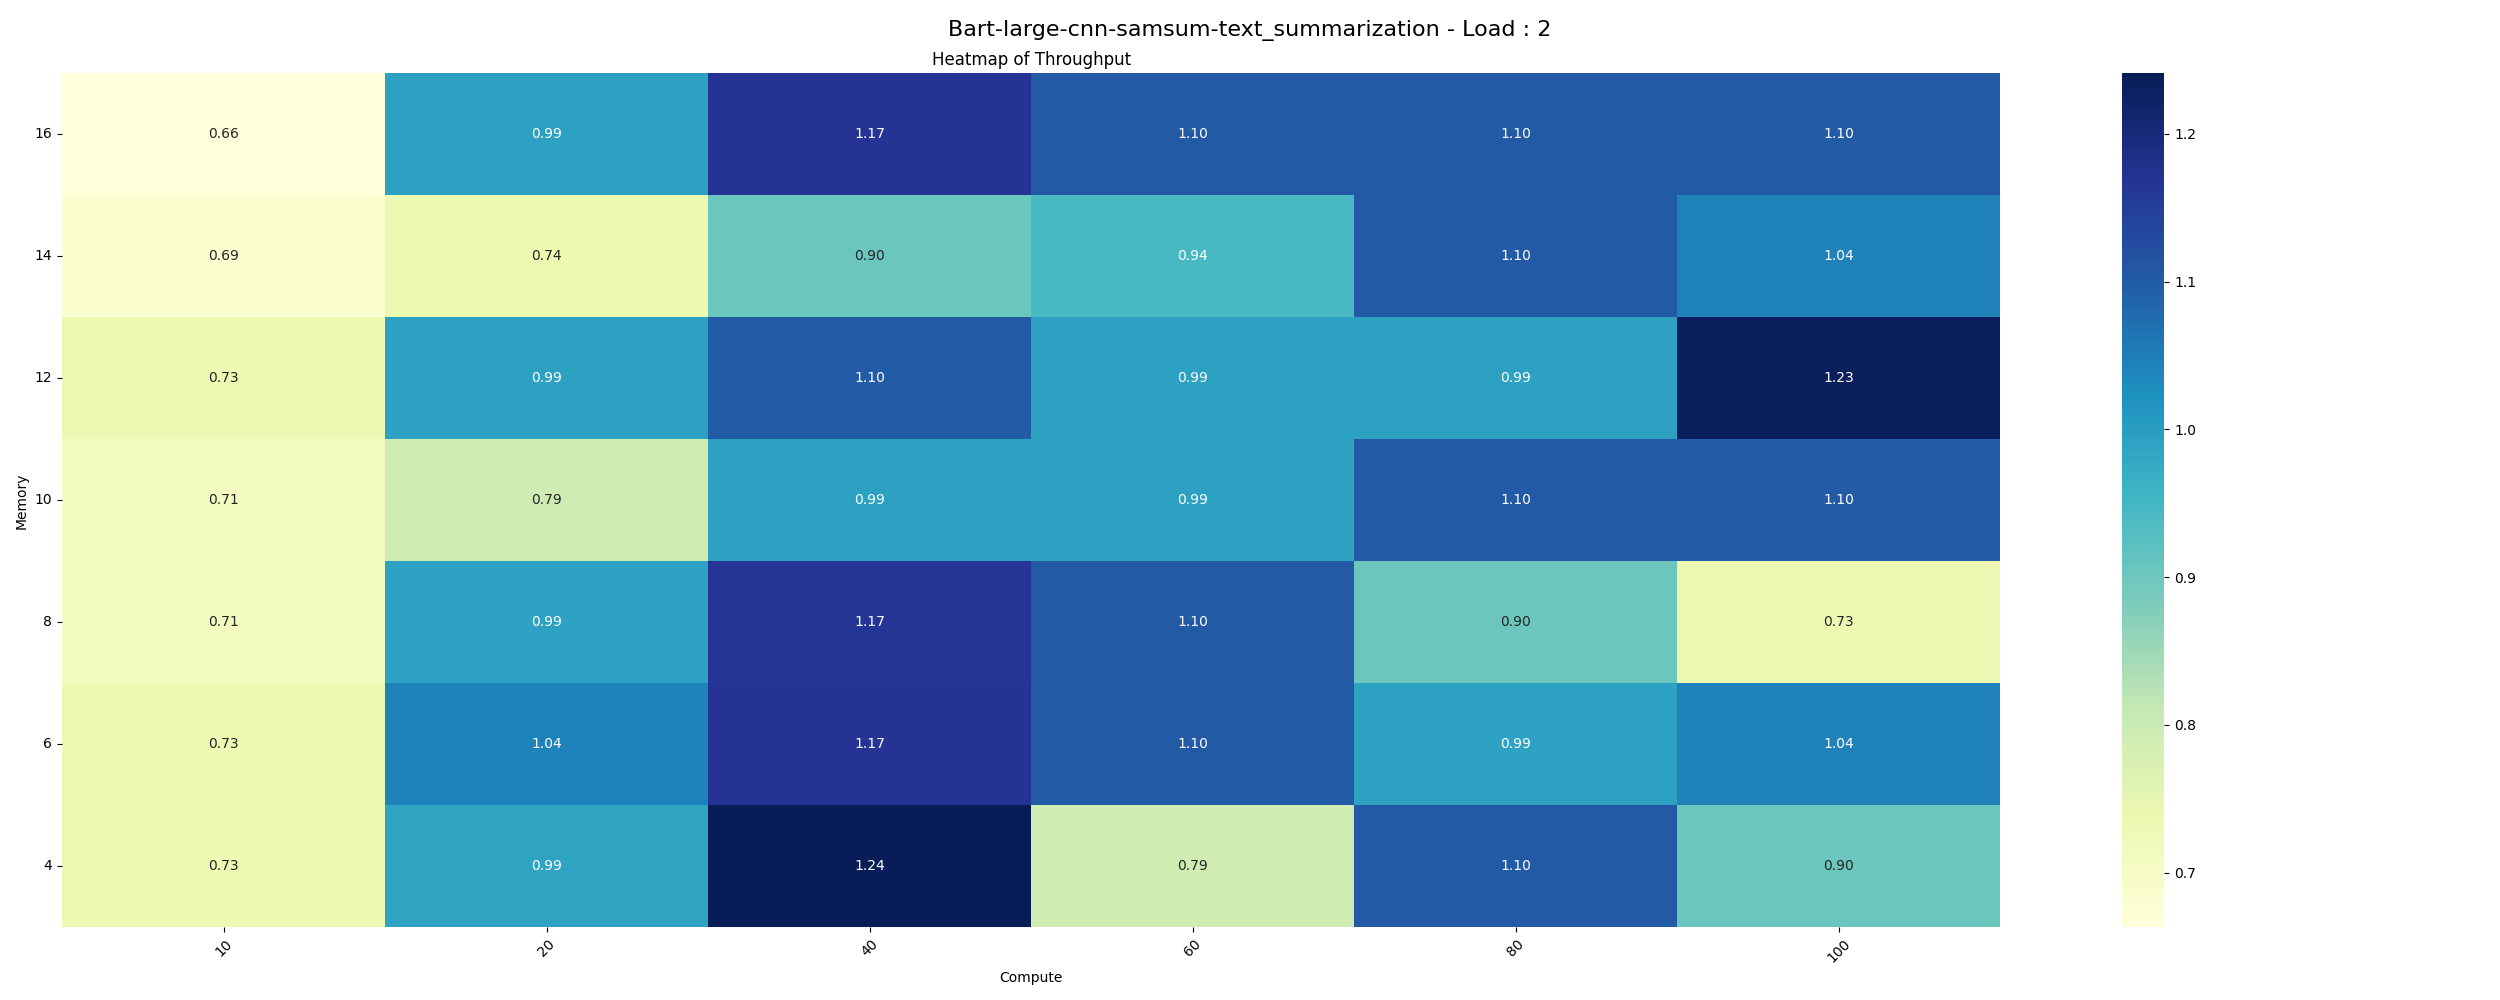 Bart-large-cnn-samsum-text_summarization - Load : 2
Heatmap of Throughput
16 0.66 0.99 1.17 1.10 1.10 1.10
14 0.69 0.74 0.90 0.94 1.10 1.04
12 0.73 0.99 1.10 0.99 0.99 1.23
10 0.71 0.79 0.99 0.99 1.10 1.10
8 0.71 0.99 1.17 1.10 0.90 0.73
6 0.73 1.04 1.17 1.10 0.99 1.04
4 0.73 0.99 1.24 0.79 1.10 0.90
10 20 40 60 80 100
Compute
Memory
1.2
1.1
1.0
0.9
0.8
0.7